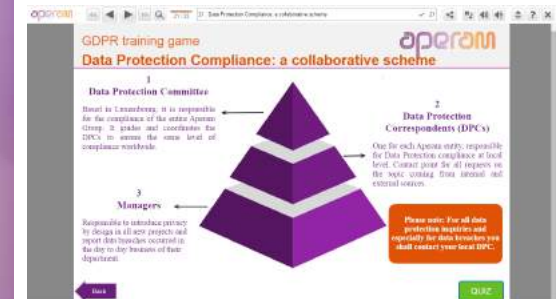 aperam
21 / 22
21. Data Protection Compliance: a collaborative scheme
GDPR training game
aperam
Data Protection Compliance: a collaborative scheme
1
Data Protection Committee
Based in Luxembourg, it is responsible
for the compliance of the entire Aperam
Group. It guides and coordinates the
DPCs to ensure the same level of
compliance worldwide.
2
Data Protection
Correspondents (DPCs)
One for each Aperam entity, responsible
for Data Protection compliance at local
level. Contact point for all requests on
the topic coming from internal and
external sources.
3
Managers
Responsible to introduce privacy
by design in all new projects and
report data breaches occurred in
the day to day business of their
department.
Please note: For all data
protection inquiries and
especially for data breaches you
shall contact your local DPC.
Back
QUIZ